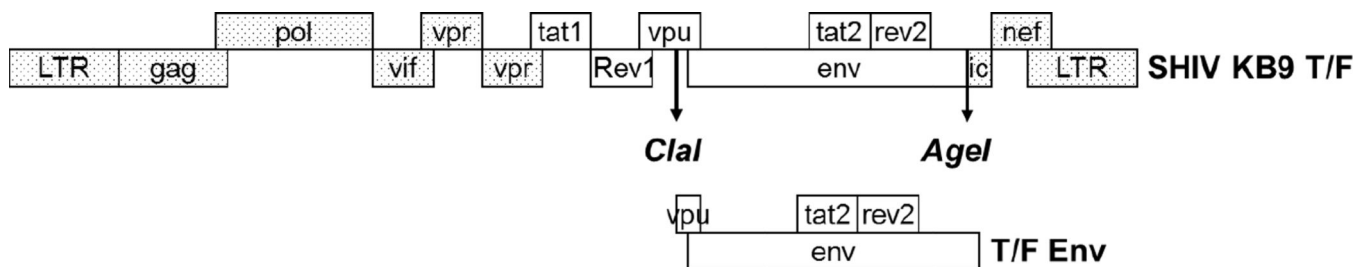 pol vpr tat1 vpu tat2 rev2 nef
LTR gag vif vpr Rev1 env ic LTR SHIV KB9 T/F
ClaI AgeI
vpu tat2 rev2
env T/F Env